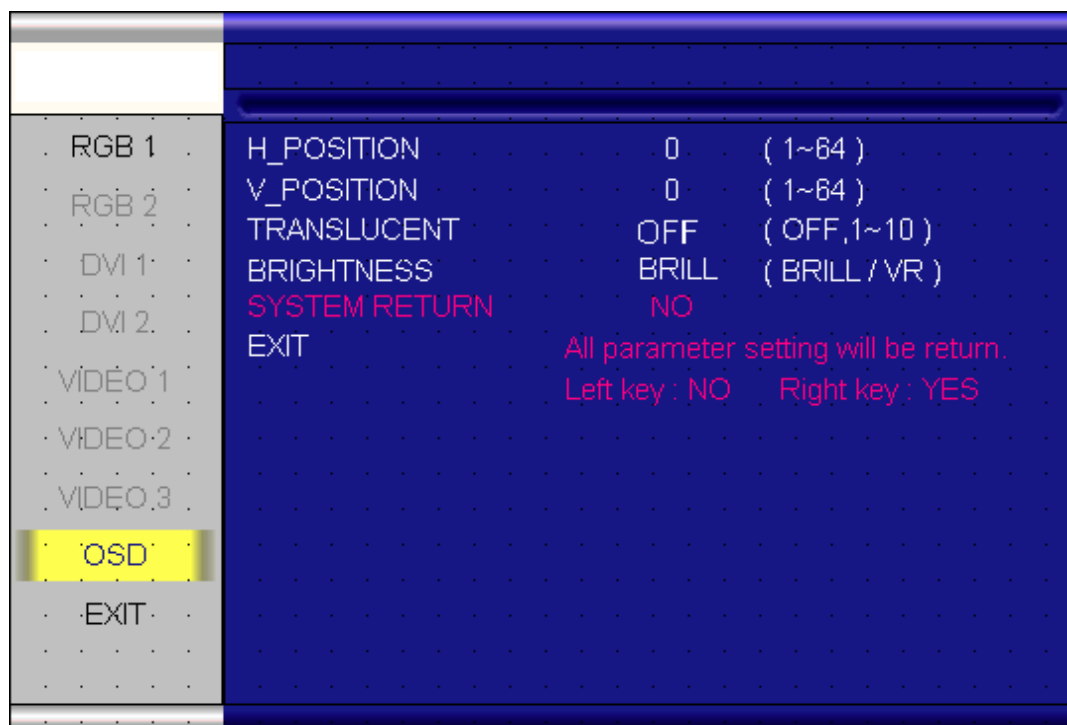 RGB 1
RGB 2
DVI 1
DVI 2
VIDEO 1
VIDEO 2
VIDEO 3
OSD
EXIT
H_POSITION 0 ( 1~64 )
V_POSITION 0 ( 1~64 )
TRANSLUCENT OFF ( OFF,1~10 )
BRIGHTNESS BRILL ( BRILL / VR )
SYSTEM RETURN NO
EXIT All parameter setting will be return.
Left key : NO Right key : YES